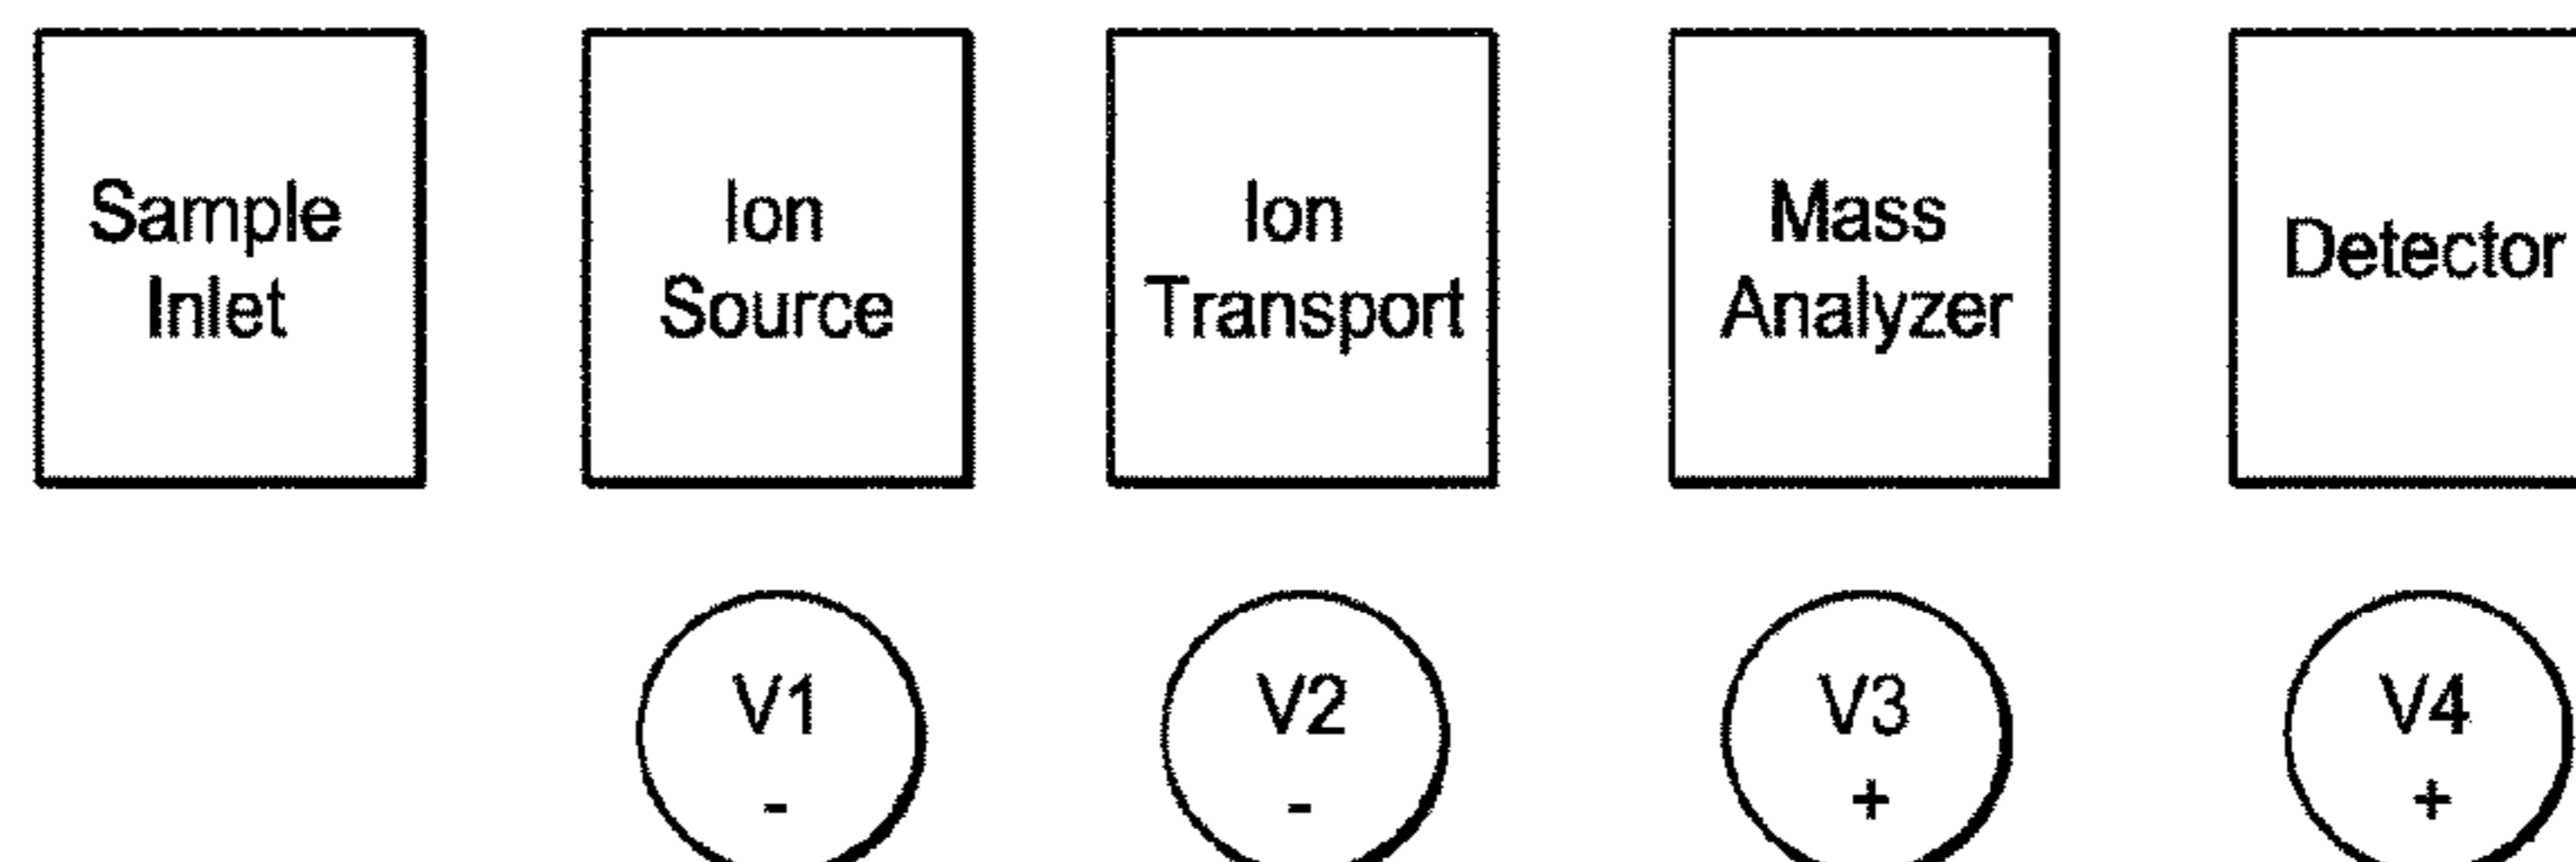 Sample
Inlet
Ion
Source
Ion
Transport
Mass
Analyzer
Detector
V1
-
V2
-
V3
+
V4
+